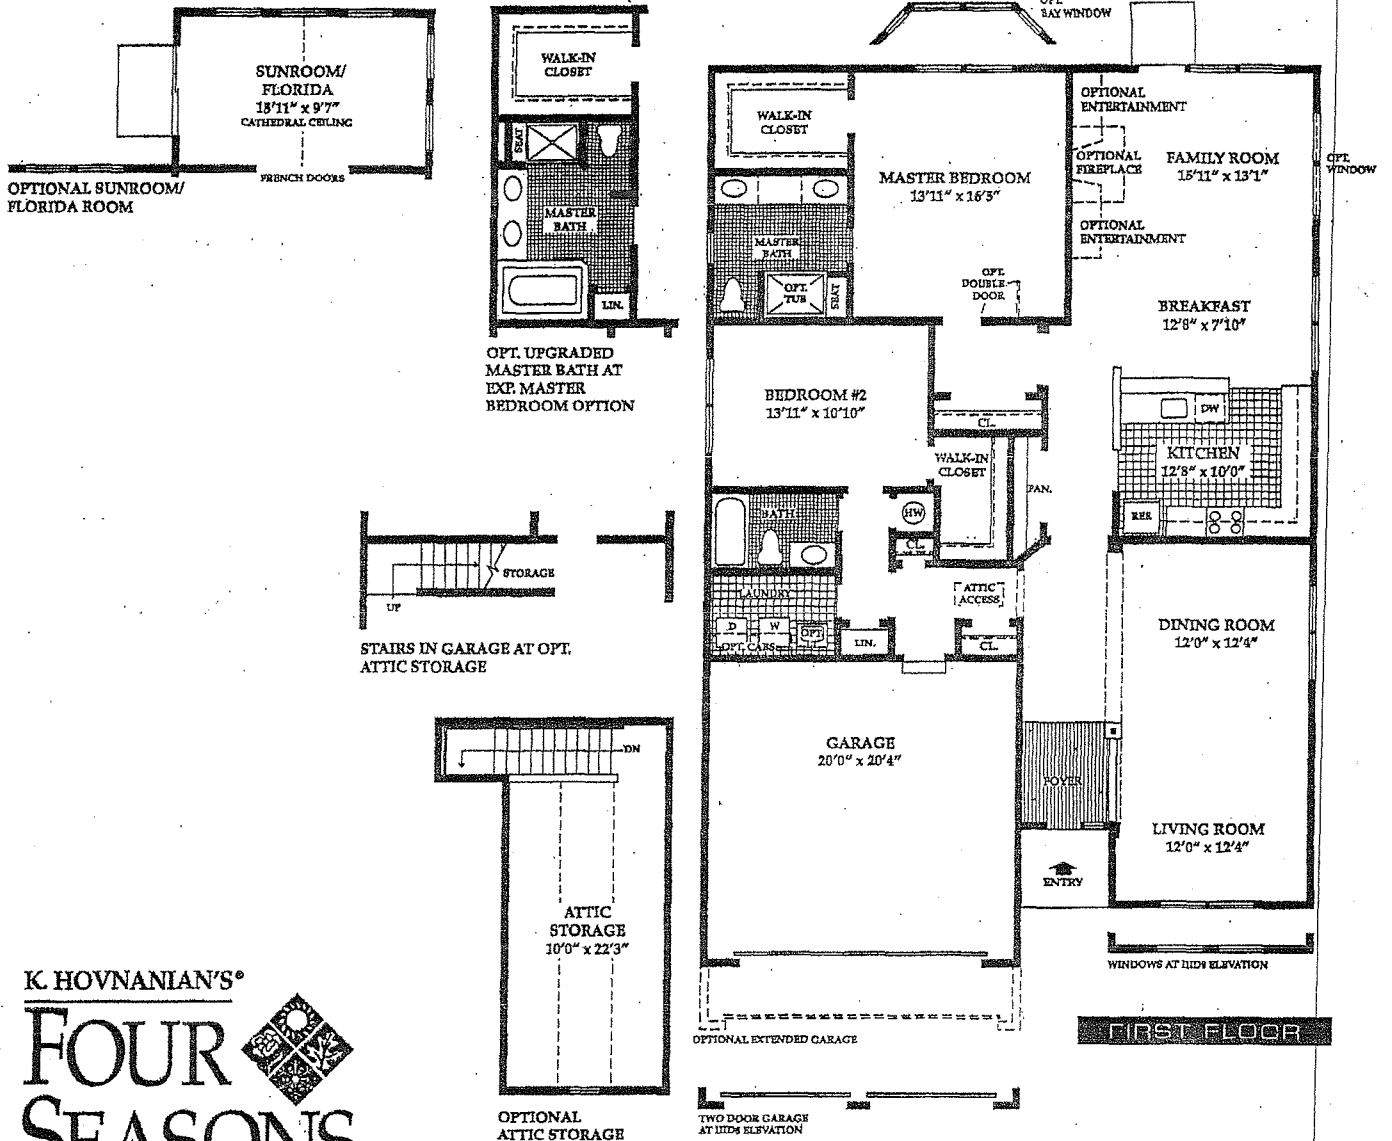 SUNROOM/
FLORIDA
15'11" x 9'7"
CATHEDRAL CEILING
FRENCH DOORS
OPTIONAL SUNROOM/
FLORIDA ROOM
WALK-IN
CLOSET
SEAT
MASTER
BATH
LIN.
OPT. UPGRADED
MASTER BATH AT
EXP. MASTER
BEDROOM OPTION
OPT.
BAY WINDOW
WALK-IN
CLOSET
MASTER BEDROOM
13'11" x 16'3"
OPTIONAL
ENTERTAINMENT
OPTIONAL
FIREPLACE
OPTIONAL
ENTERTAINMENT
FAMILY ROOM
15'11" x 13'1"
OPT.
WINDOW
MASTER
BATH
OPT.
TUB
SEAT
OPT.
DOUBLE
DOOR
BREAKFAST
12'8" x 7'10"
BEDROOM #2
13'11" x 10'10"
CL.
WALK-IN
CLOSET
PAN.
DW
KITCHEN
12'8" x 10'0"
REF.
BATH
HW
CL.
LAUNDRY
D
W
OPT.
OPT. CABS.
LIN.
ATTIC
ACCESS
CL.
DINING ROOM
12'0" x 12'4"
STORAGE
UP
STAIRS IN GARAGE AT OPT.
ATTIC STORAGE
GARAGE
20'0" x 20'4"
FOYER
LIVING ROOM
12'0" x 12'4"
ENTRY
DN
ATTIC
STORAGE
10'0" x 22'3"
OPTIONAL
ATTIC STORAGE
WINDOWS AT ELEVATION
FIRST FLOOR
OPTIONAL EXTENDED GARAGE
TWO DOOR GARAGE
AT ELEVATION
K. HOVNANIAN'S®
FOUR
SEASONS